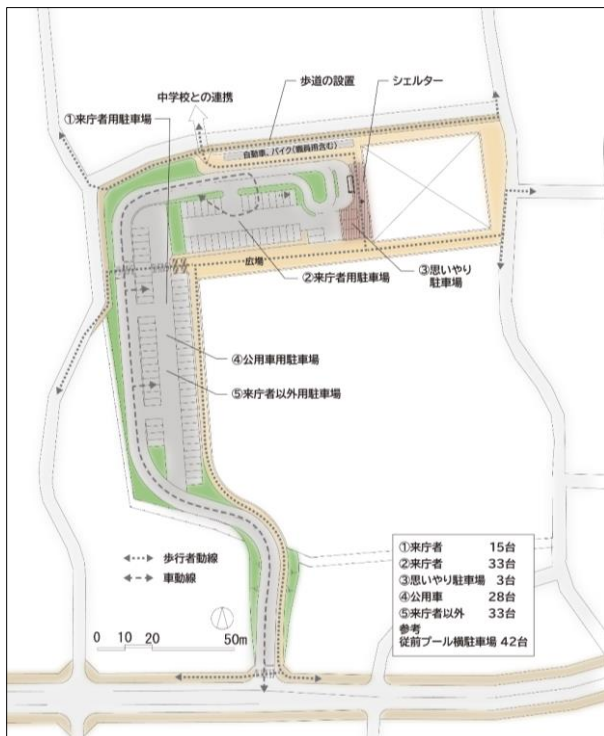 歩道の設置
シェルター
中学校との連携
①来庁者用駐車場
自動車、バイク(職員用含む)
広場
②来庁者用駐車場
③思いやり
駐車場
④公用車用駐車場
⑤来庁者以外用駐車場
歩行者動線
車動線
0 10 20 50m
①来庁者 15台
②来庁者 33台
③思いやり駐車場 3台
④公用車 28台
⑤来庁者以外 33台
参考
従前プール横駐車場 42台